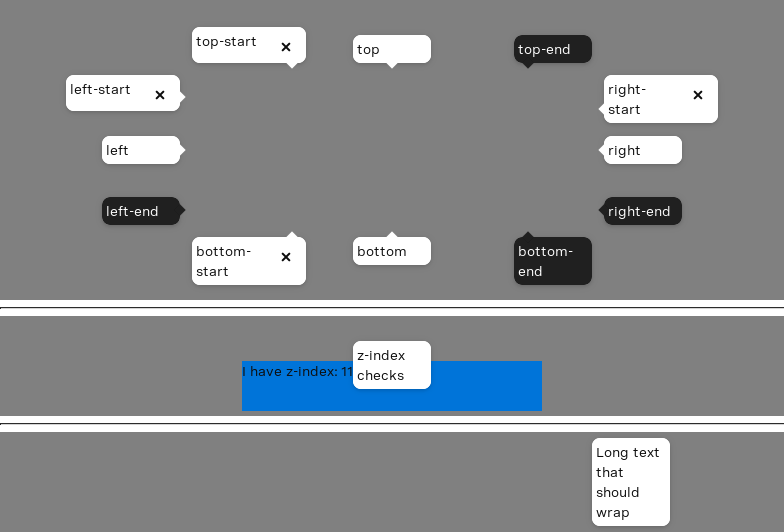 top-start
top
top-end
left-start
right-
start
left
right
left-end
right-end
bottom-
start
bottom
bottom-
end
z-index
checks
I have z-index: 11
Long text
that
should
wrap